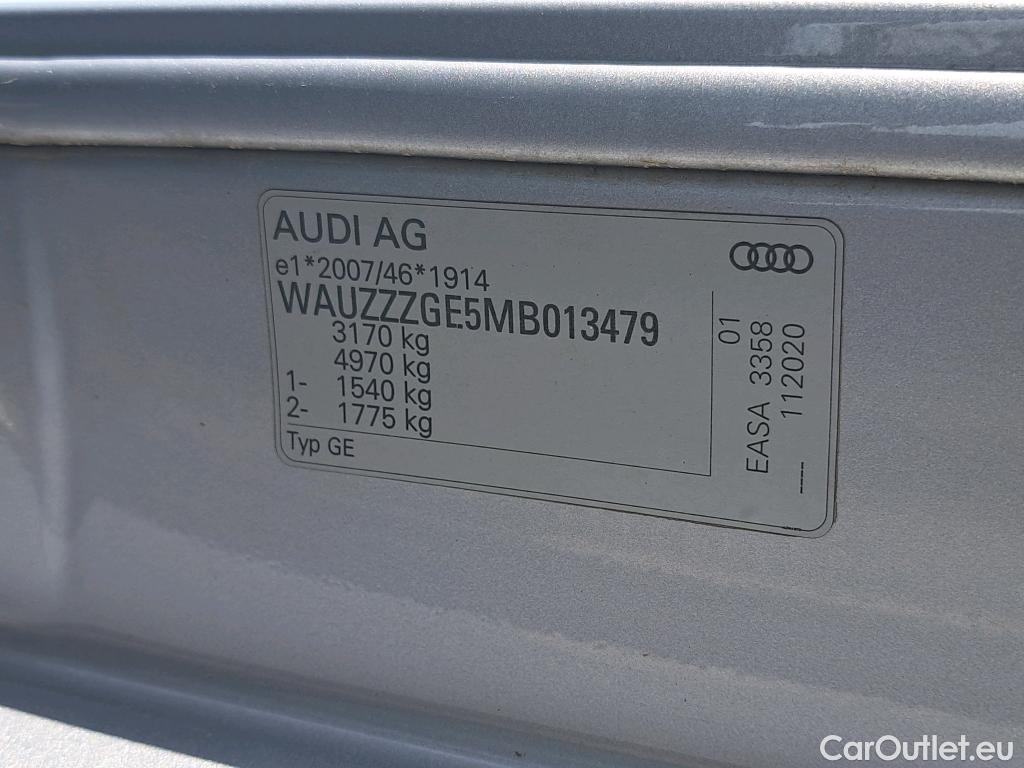 AUDI AG
e1*2007/46*1914
WAUZZZGE5MB013479
3170 kg
4970 kg
1- 1540 kg
2- 1775 kg
Typ GE
01
EASA 3358
112020
----
CarOutlet.eu